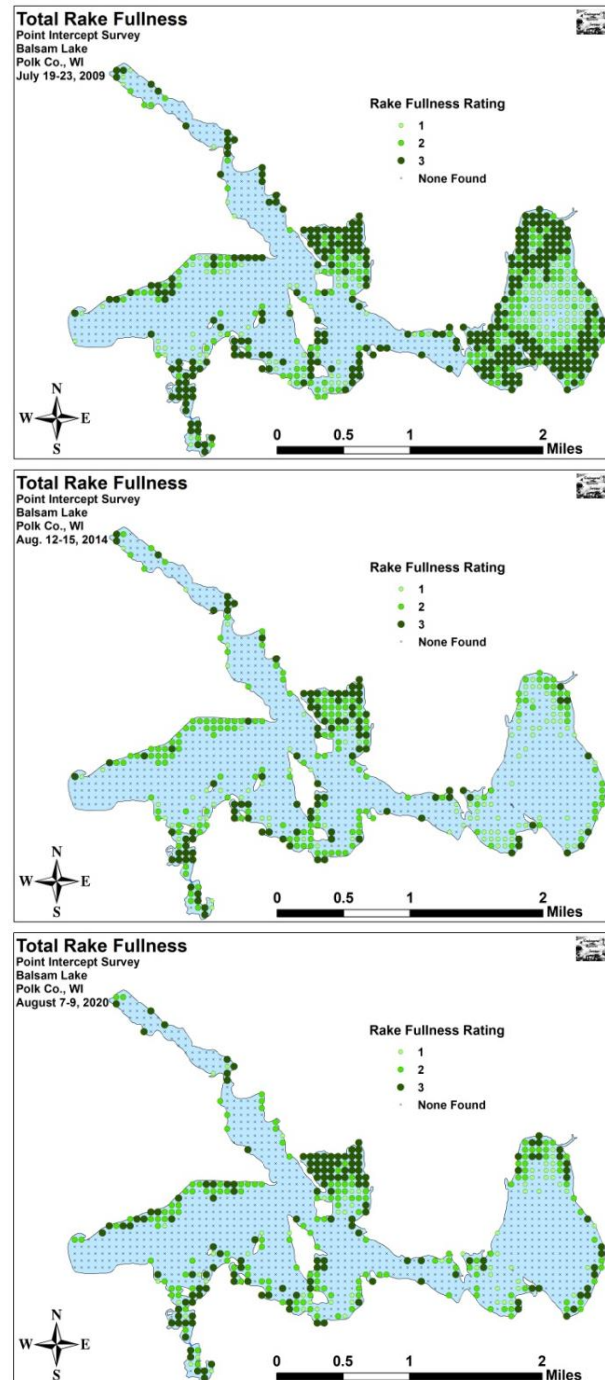 Total Rake Fullness
Point Intercept Survey
Balsam Lake
Polk Co., WI
July 19-23, 2009
Rake Fullness Rating
1
2
3
None Found
N
W E
S
0 0.5 1 2
Miles
Total Rake Fullness
Point Intercept Survey
Balsam Lake
Polk Co., WI
Aug. 12-15, 2014
Rake Fullness Rating
1
2
3
None Found
N
W E
S
0 0.5 1 2
Miles
Total Rake Fullness
Point Intercept Survey
Balsam Lake
Polk Co., WI
August 7-9, 2020
Rake Fullness Rating
1
2
3
None Found
N
W E
S
0 0.5 1 2
Miles